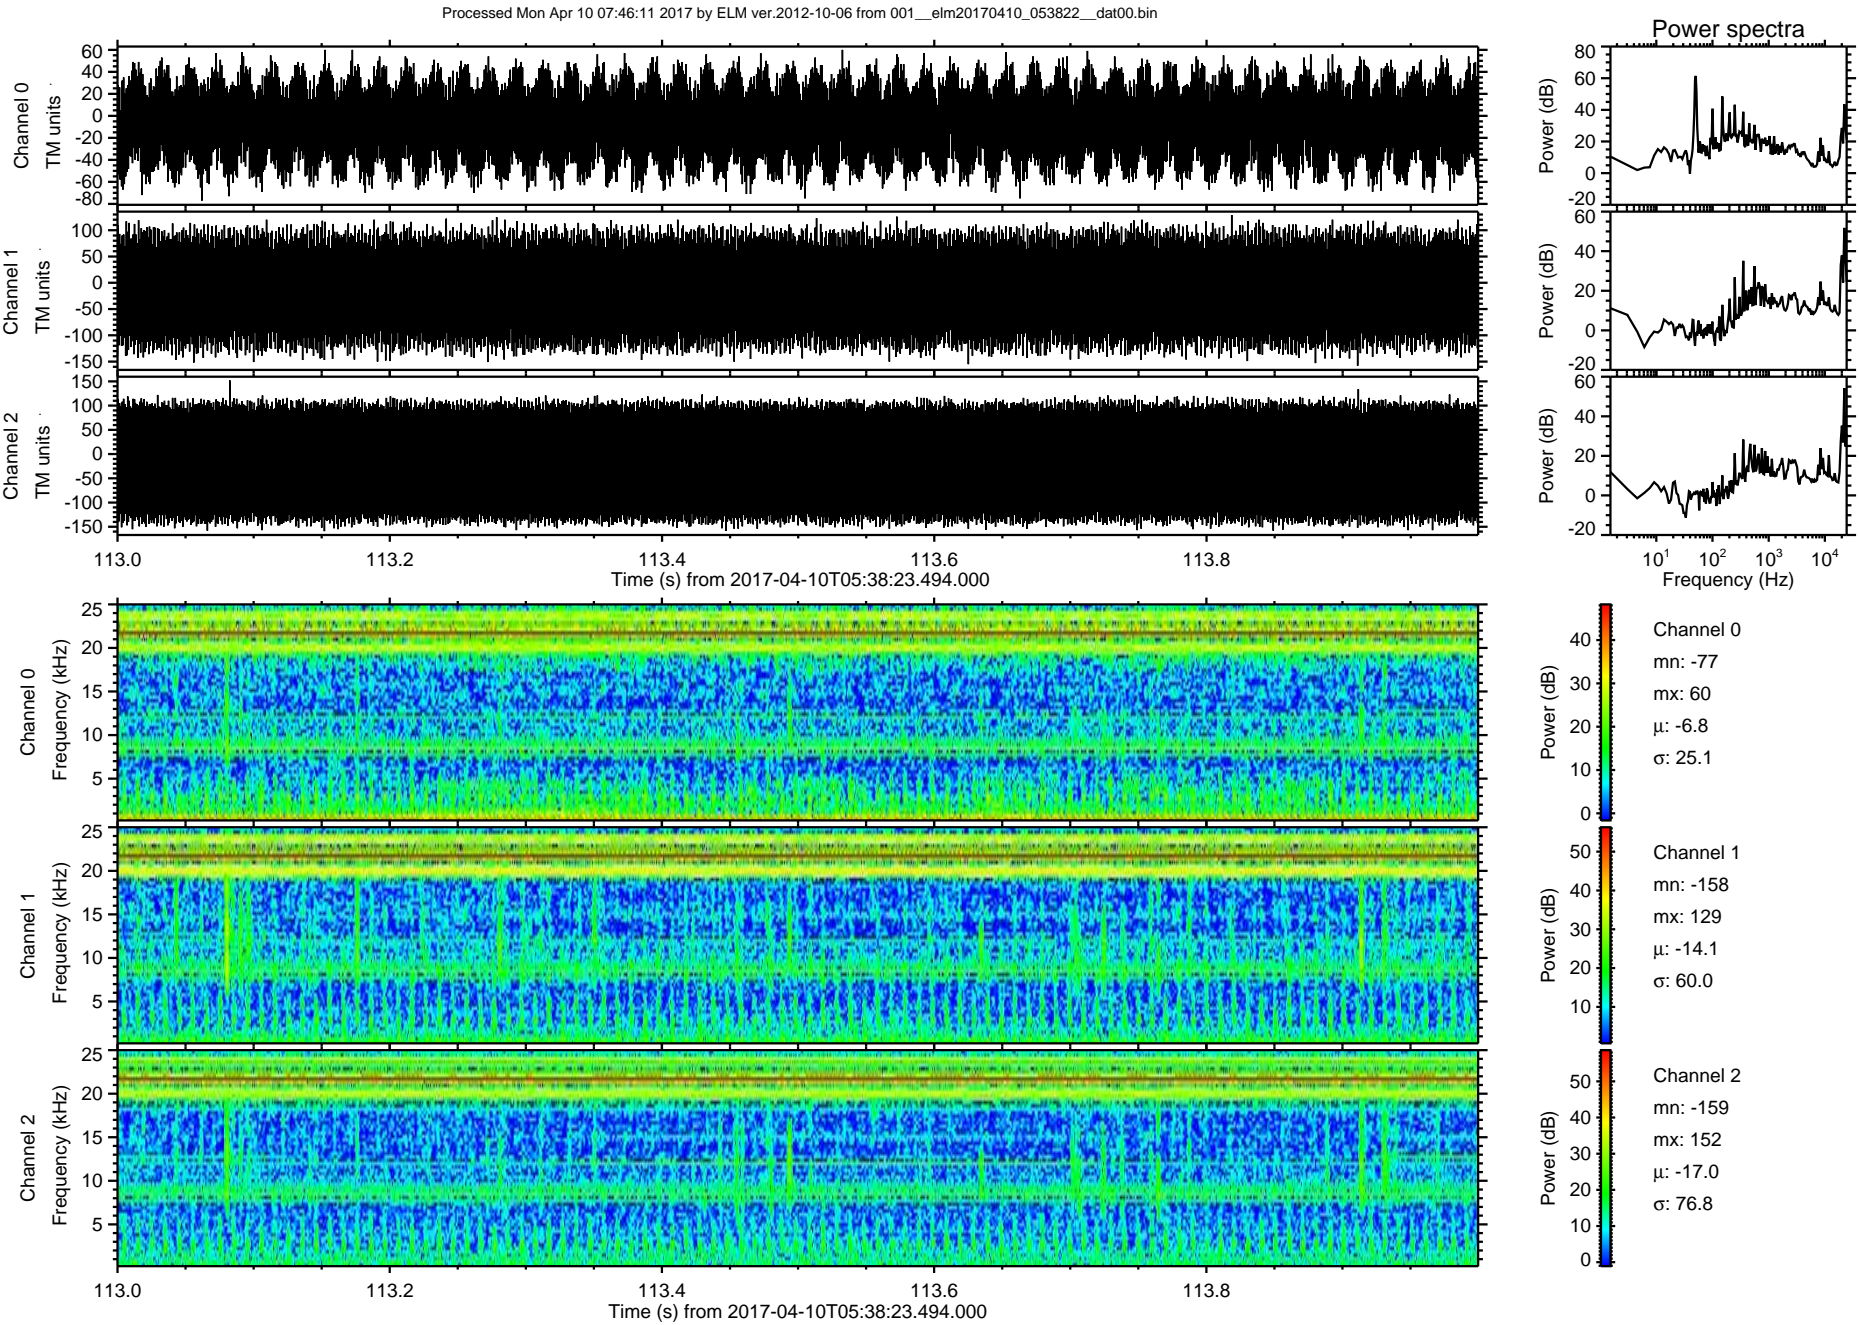 Processed Mon Apr 10 07:46:11 2017 by ELM ver.2012-10-06 from 001__elm20170410_053822__dat00.bin
Power spectra
Channel 0
TM units
60
40
20
0
-20
-40
-60
-80
Power (dB)
80
60
40
20
0
-20
Channel 1
TM units
100
50
0
-50
-100
-150
Power (dB)
60
40
20
0
-20
Channel 2
TM units
150
100
50
0
-50
-100
-150
Power (dB)
60
40
20
0
-20
113.0 113.2 113.4 113.6 113.8
Time (s) from 2017-04-10T05:38:23.494.000
10¹ 10² 10³ 10⁴
Frequency (Hz)
Channel 0
Frequency (kHz)
25
20
15
10
5
Power (dB)
40
30
20
10
0
Channel 0
mn: -77
mx: 60
μ: -6.8
σ: 25.1
Channel 1
Frequency (kHz)
25
20
15
10
5
Power (dB)
50
40
30
20
10
Channel 1
mn: -158
mx: 129
μ: -14.1
σ: 60.0
Channel 2
Frequency (kHz)
25
20
15
10
5
Power (dB)
50
40
30
20
10
0
Channel 2
mn: -159
mx: 152
μ: -17.0
σ: 76.8
113.0 113.2 113.4 113.6 113.8
Time (s) from 2017-04-10T05:38:23.494.000